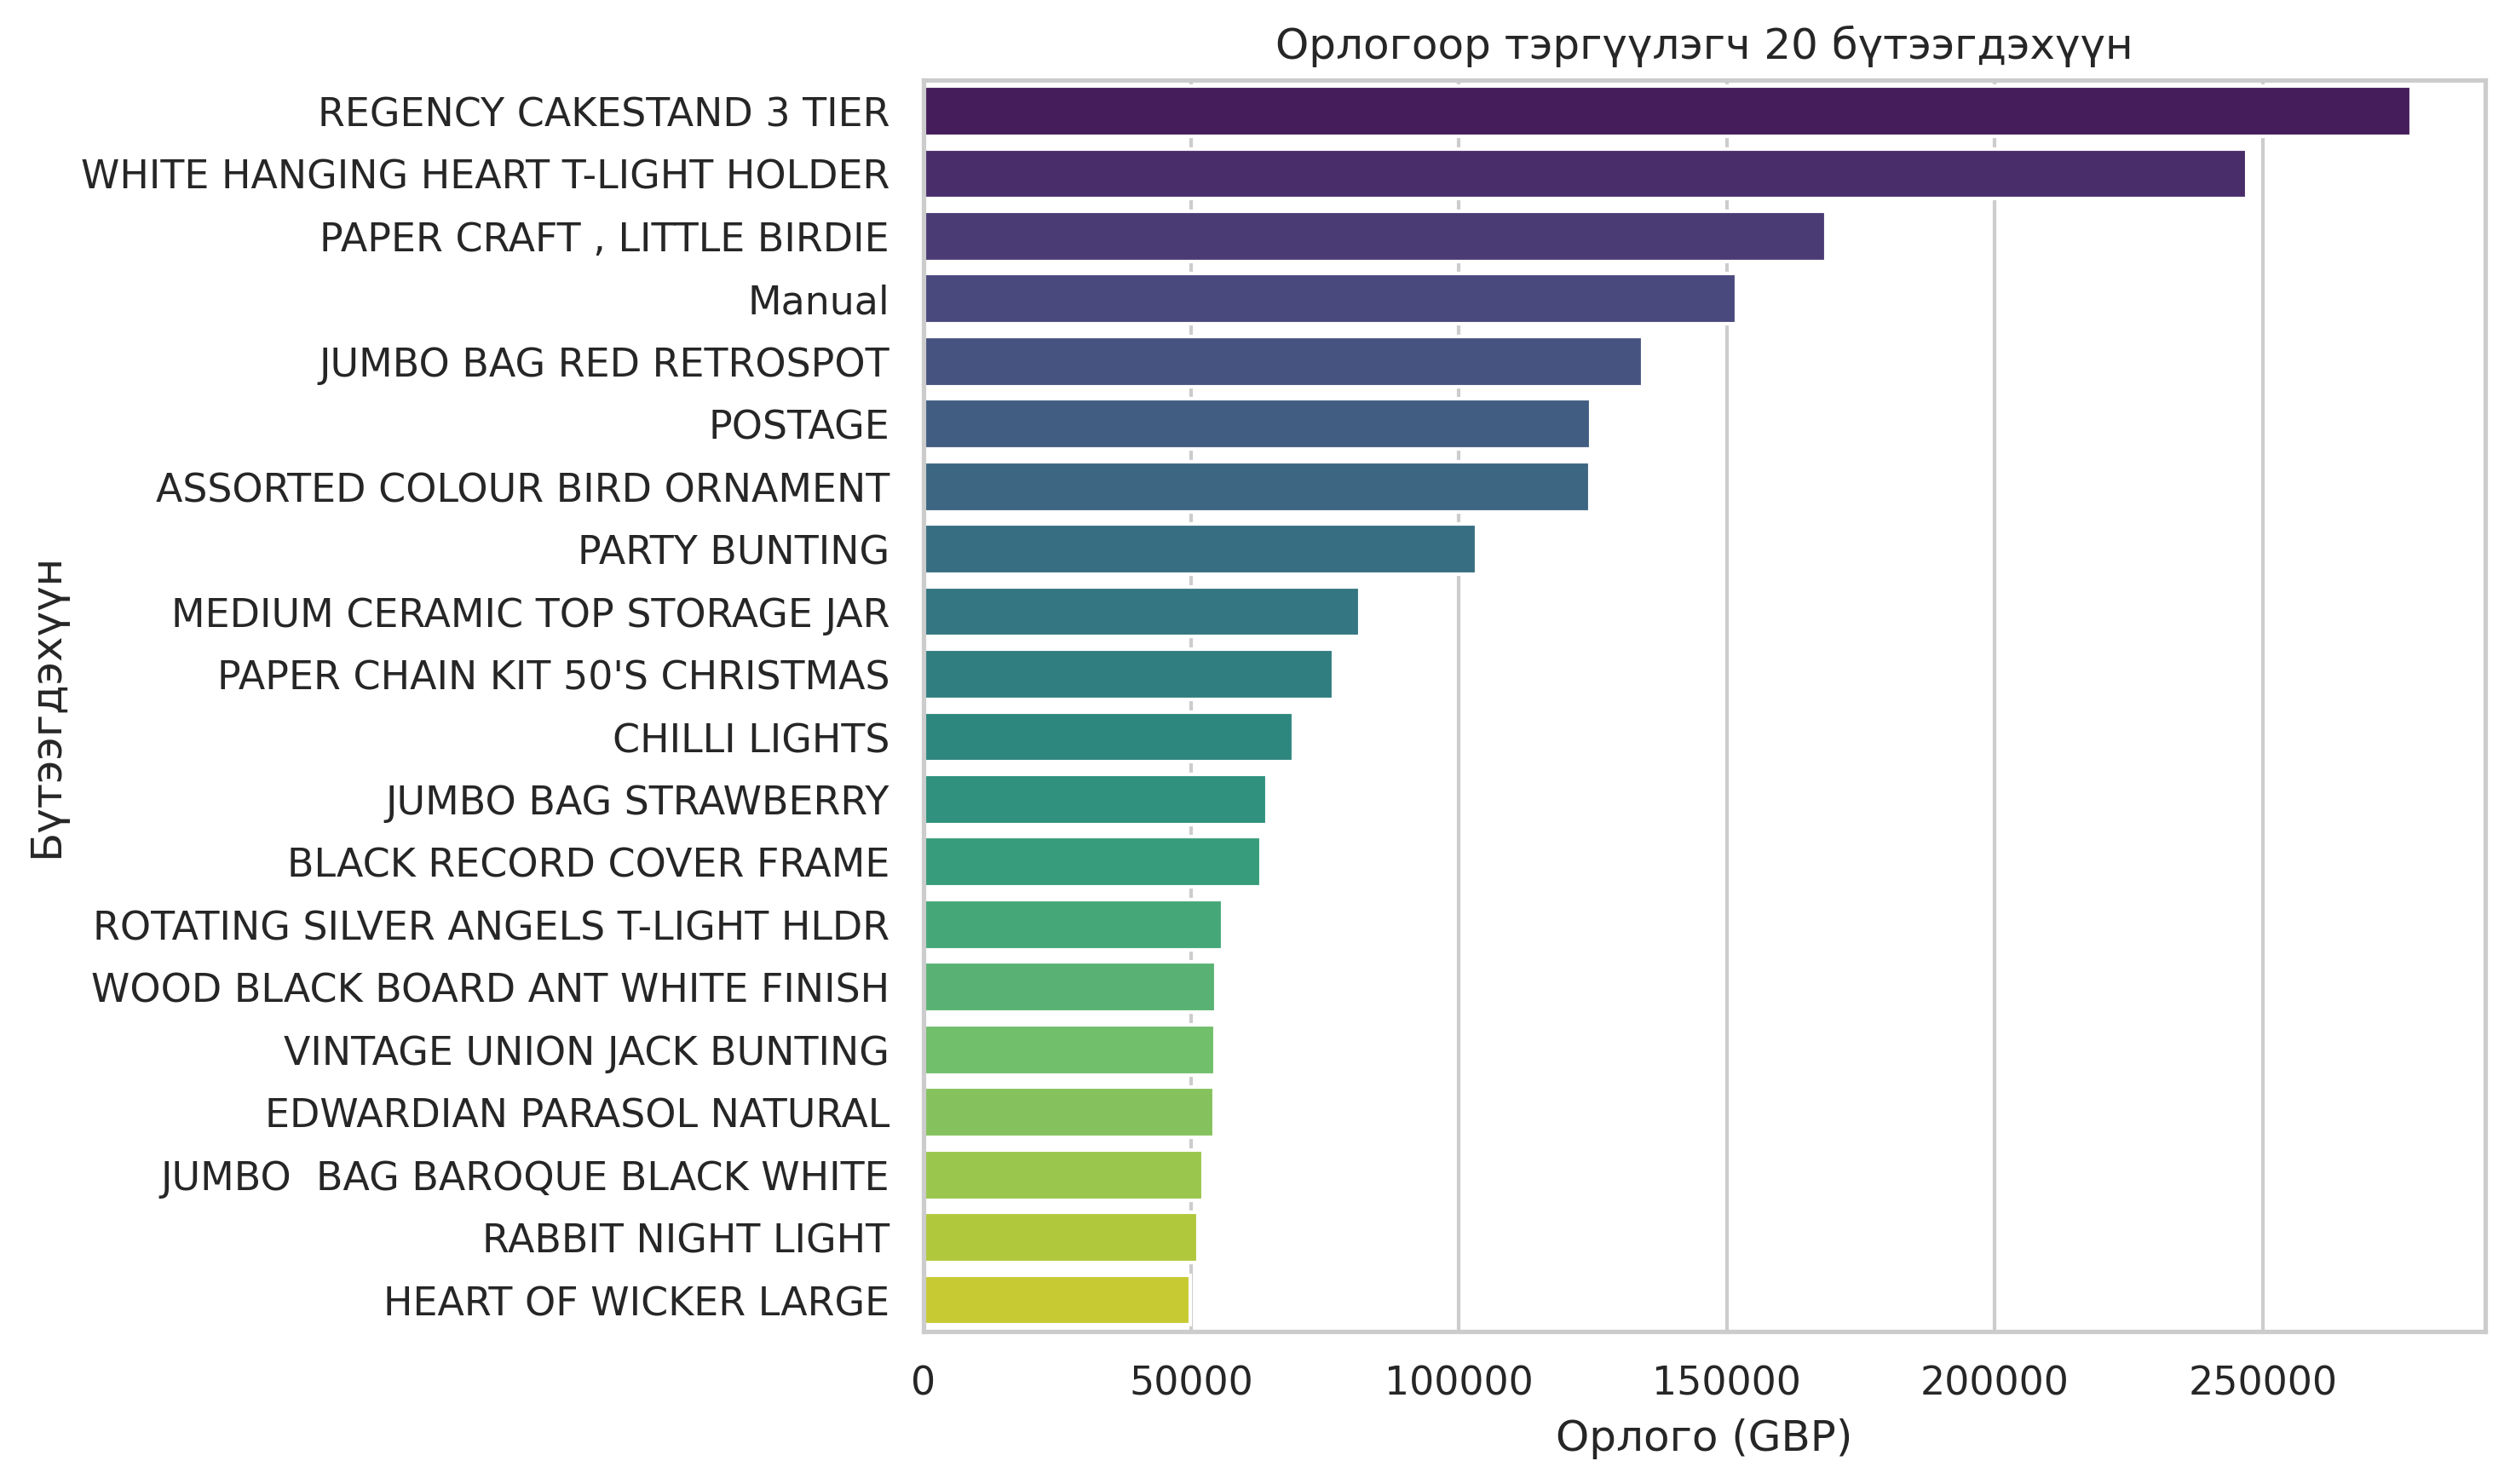 Орлогоор тэргүүлэгч 20 бүтээгдэхүүн
REGENCY CAKESTAND 3 TIER
WHITE HANGING HEART T-LIGHT HOLDER
PAPER CRAFT , LITTLE BIRDIE
Manual
JUMBO BAG RED RETROSPOT
POSTAGE
ASSORTED COLOUR BIRD ORNAMENT
PARTY BUNTING
MEDIUM CERAMIC TOP STORAGE JAR
PAPER CHAIN KIT 50'S CHRISTMAS
CHILLI LIGHTS
JUMBO BAG STRAWBERRY
BLACK RECORD COVER FRAME
ROTATING SILVER ANGELS T-LIGHT HLDR
WOOD BLACK BOARD ANT WHITE FINISH
VINTAGE UNION JACK BUNTING
EDWARDIAN PARASOL NATURAL
JUMBO  BAG BAROQUE BLACK WHITE
RABBIT NIGHT LIGHT
HEART OF WICKER LARGE
Бүтээгдэхүүн
0 50000 100000 150000 200000 250000
Орлого (GBP)